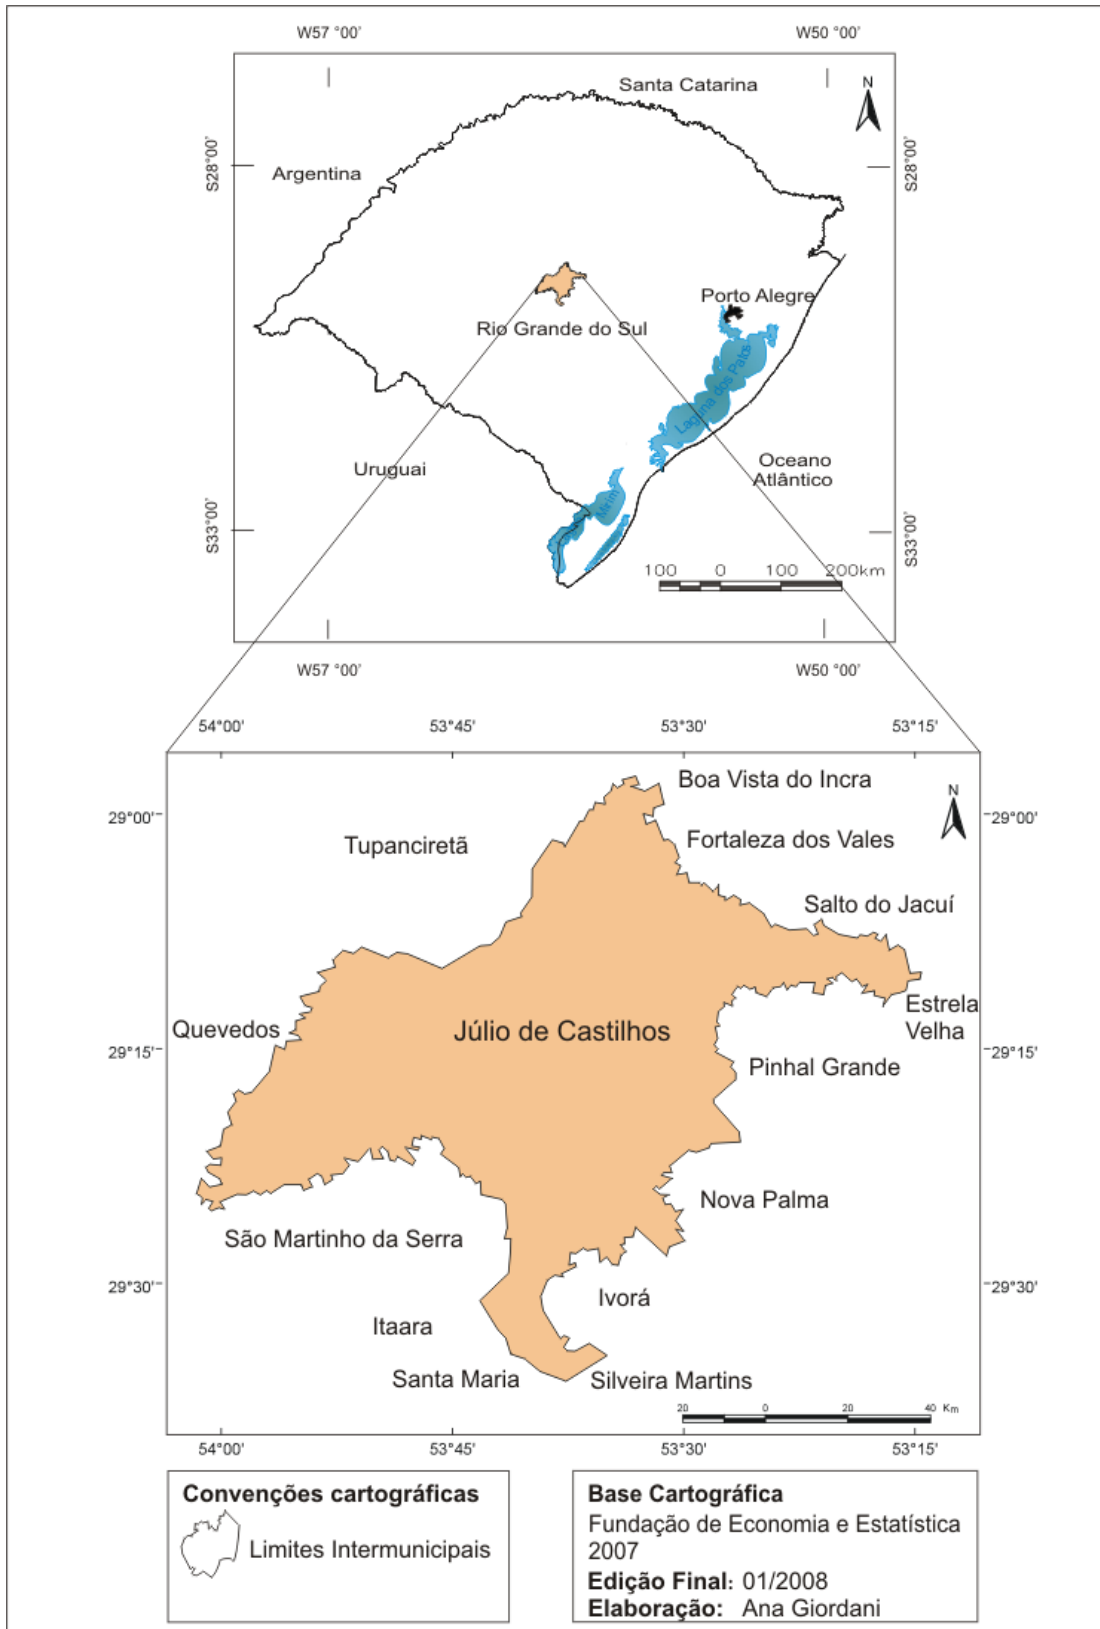 W57 °00'
W50 °00'
Santa Catarina
N
S28°00'
S28°00'
Argentina
Porto Alegre
Rio Grande do Sul
Laguna dos Patos
Uruguai
Oceano
Atlântico
Mirim
S33°00'
S33°00'
100 0 100 200km
W57 °00'
W50 °00'
54°00' 53°45' 53°30' 53°15'
Boa Vista do Incra
N
29°00'
29°00'
Tupanciretã
Fortaleza dos Vales
Salto do Jacuí
Estrela
Velha
Quevedos
Júlio de Castilhos
29°15'
29°15'
Pinhal Grande
Nova Palma
São Martinho da Serra
29°30'
29°30'
Ivorá
Itaara
Santa Maria
Silveira Martins
20 0 20 40 Km
54°00' 53°45' 53°30' 53°15'
Convenções cartográficas
Limites Intermunicipais
Base Cartográfica
Fundação de Economia e Estatística
2007
Edição Final: 01/2008
Elaboração: Ana Giordani